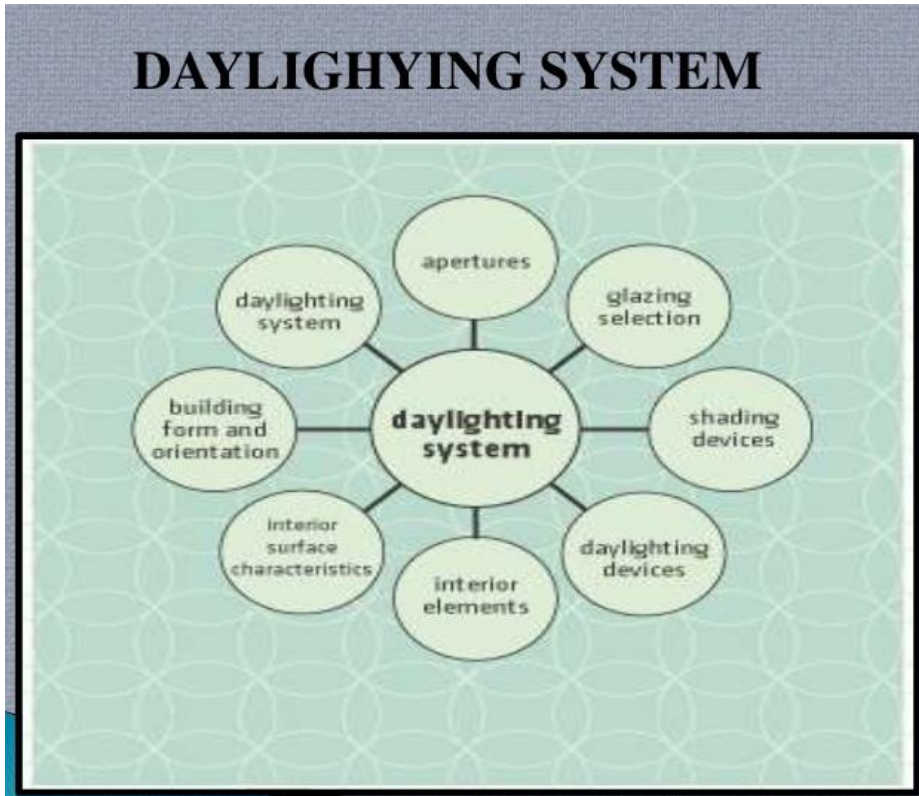 DAYLIGHYING SYSTEM
apertures
glazing
selection
shading
devices
daylighting
devices
interior
elements
interior
surface
characteristics
building
form and
orientation
daylighting
system
daylighting
system